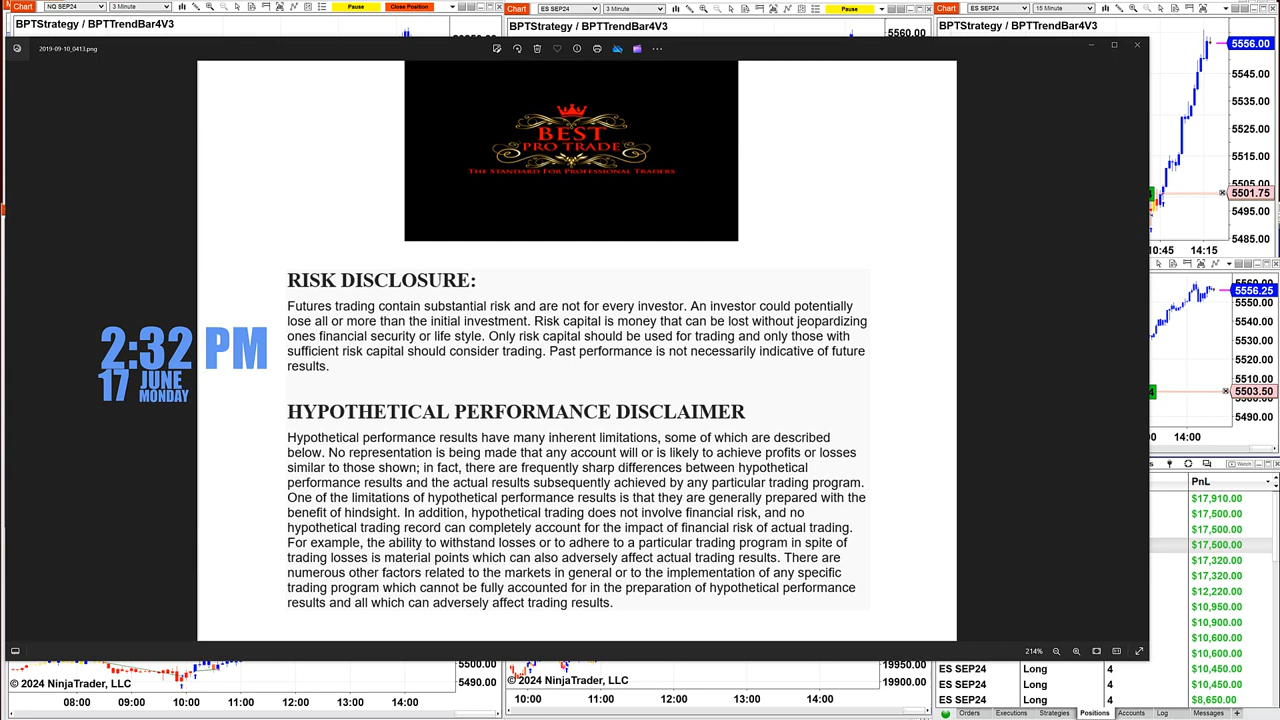 Chart NQ SEP24 3 Minute Pause Close Position
Chart ES SEP24 3 Minute Pause
Chart ES SEP24 15 Minute
BPTStrategy / BPTTrendBar4V3
BPTStrategy / BPTTrendBar4V3
BPTStrategy / BPTTrendBar4V3
5560.00
5556.00
5545.00
5535.00
5525.00
5515.00
5505.00
5501.75
5495.00
5485.00
10:45 14:15
2019-09-10_0413.png
BEST
PRO TRADE
THE STANDARD FOR PROFESSIONAL TRADERS
RISK DISCLOSURE:
Futures trading contain substantial risk and are not for every investor. An investor could potentially
lose all or more than the initial investment. Risk capital is money that can be lost without jeopardizing
ones financial security or life style. Only risk capital should be used for trading and only those with
sufficient risk capital should consider trading. Past performance is not necessarily indicative of future
results.
2:32 PM
17 JUNE
MONDAY
HYPOTHETICAL PERFORMANCE DISCLAIMER
Hypothetical performance results have many inherent limitations, some of which are described
below. No representation is being made that any account will or is likely to achieve profits or losses
similar to those shown; in fact, there are frequently sharp differences between hypothetical
performance results and the actual results subsequently achieved by any particular trading program.
One of the limitations of hypothetical performance results is that they are generally prepared with the
benefit of hindsight. In addition, hypothetical trading does not involve financial risk, and no
hypothetical trading record can completely account for the impact of financial risk of actual trading.
For example, the ability to withstand losses or to adhere to a particular trading program in spite of
trading losses is material points which can also adversely affect actual trading results. There are
numerous other factors related to the markets in general or to the implementation of any specific
trading program which cannot be fully accounted for in the preparation of hypothetical performance
results and all which can adversely affect trading results.
5556.25
5550.00
5540.00
5530.00
5520.00
5510.00
5503.50
5490.00
14:00
PnL
$17,910.00
$17,500.00
$17,500.00
$17,500.00
$17,320.00
$17,320.00
$12,220.00
$10,950.00
$10,900.00
$10,600.00
$10,600.00
ES SEP24 Long 4 $10,450.00
ES SEP24 Long 4 $10,450.00
ES SEP24 Long 4 $8,650.00
214%
5500.00
5490.00
© 2024 NinjaTrader, LLC
08:00 09:00 10:00 11:00 12:00 13:00 14:00
19950.00
19900.00
© 2024 NinjaTrader, LLC
10:00 11:00 12:00 13:00 14:00
Orders Executions Strategies Positions Accounts Log Messages +